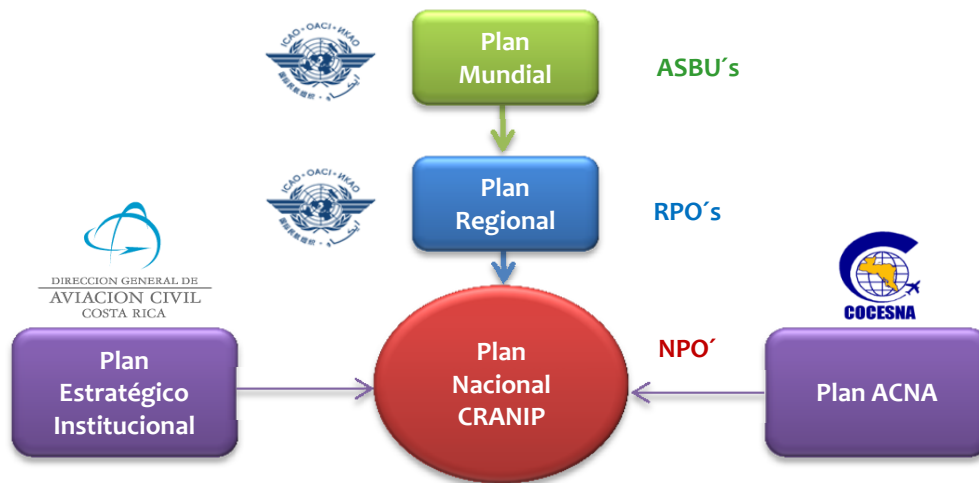 ICAO · OACI · ИКАО
Plan
Mundial
ASBU´s
ICAO · OACI · ИКАО
Plan
Regional
RPO´s
DIRECCION GENERAL DE
AVIACION CIVIL
COSTA RICA
COCESNA
Plan
Estratégico
Institucional
Plan
Nacional
CRANIP
NPO´
Plan ACNA